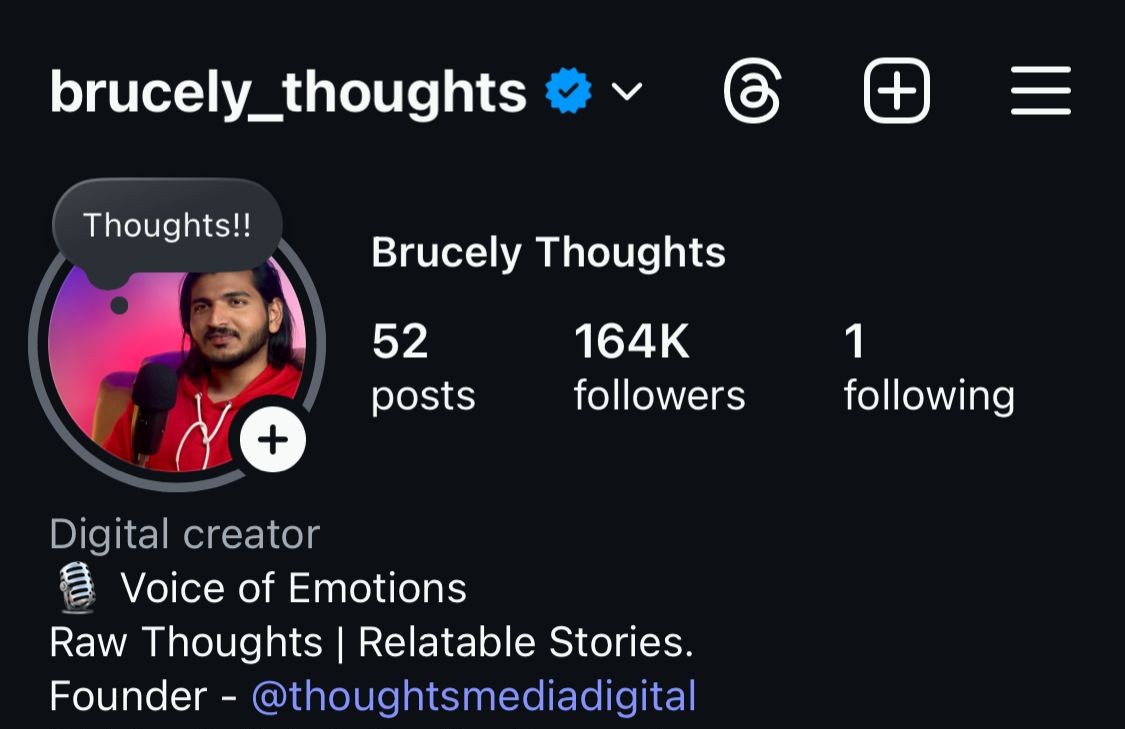 brucely_thoughts
Thoughts!!
Brucely Thoughts
52 164K 1
posts followers following
Digital creator
🎙️ Voice of Emotions
Raw Thoughts | Relatable Stories.
Founder - @thoughtsmediadigital